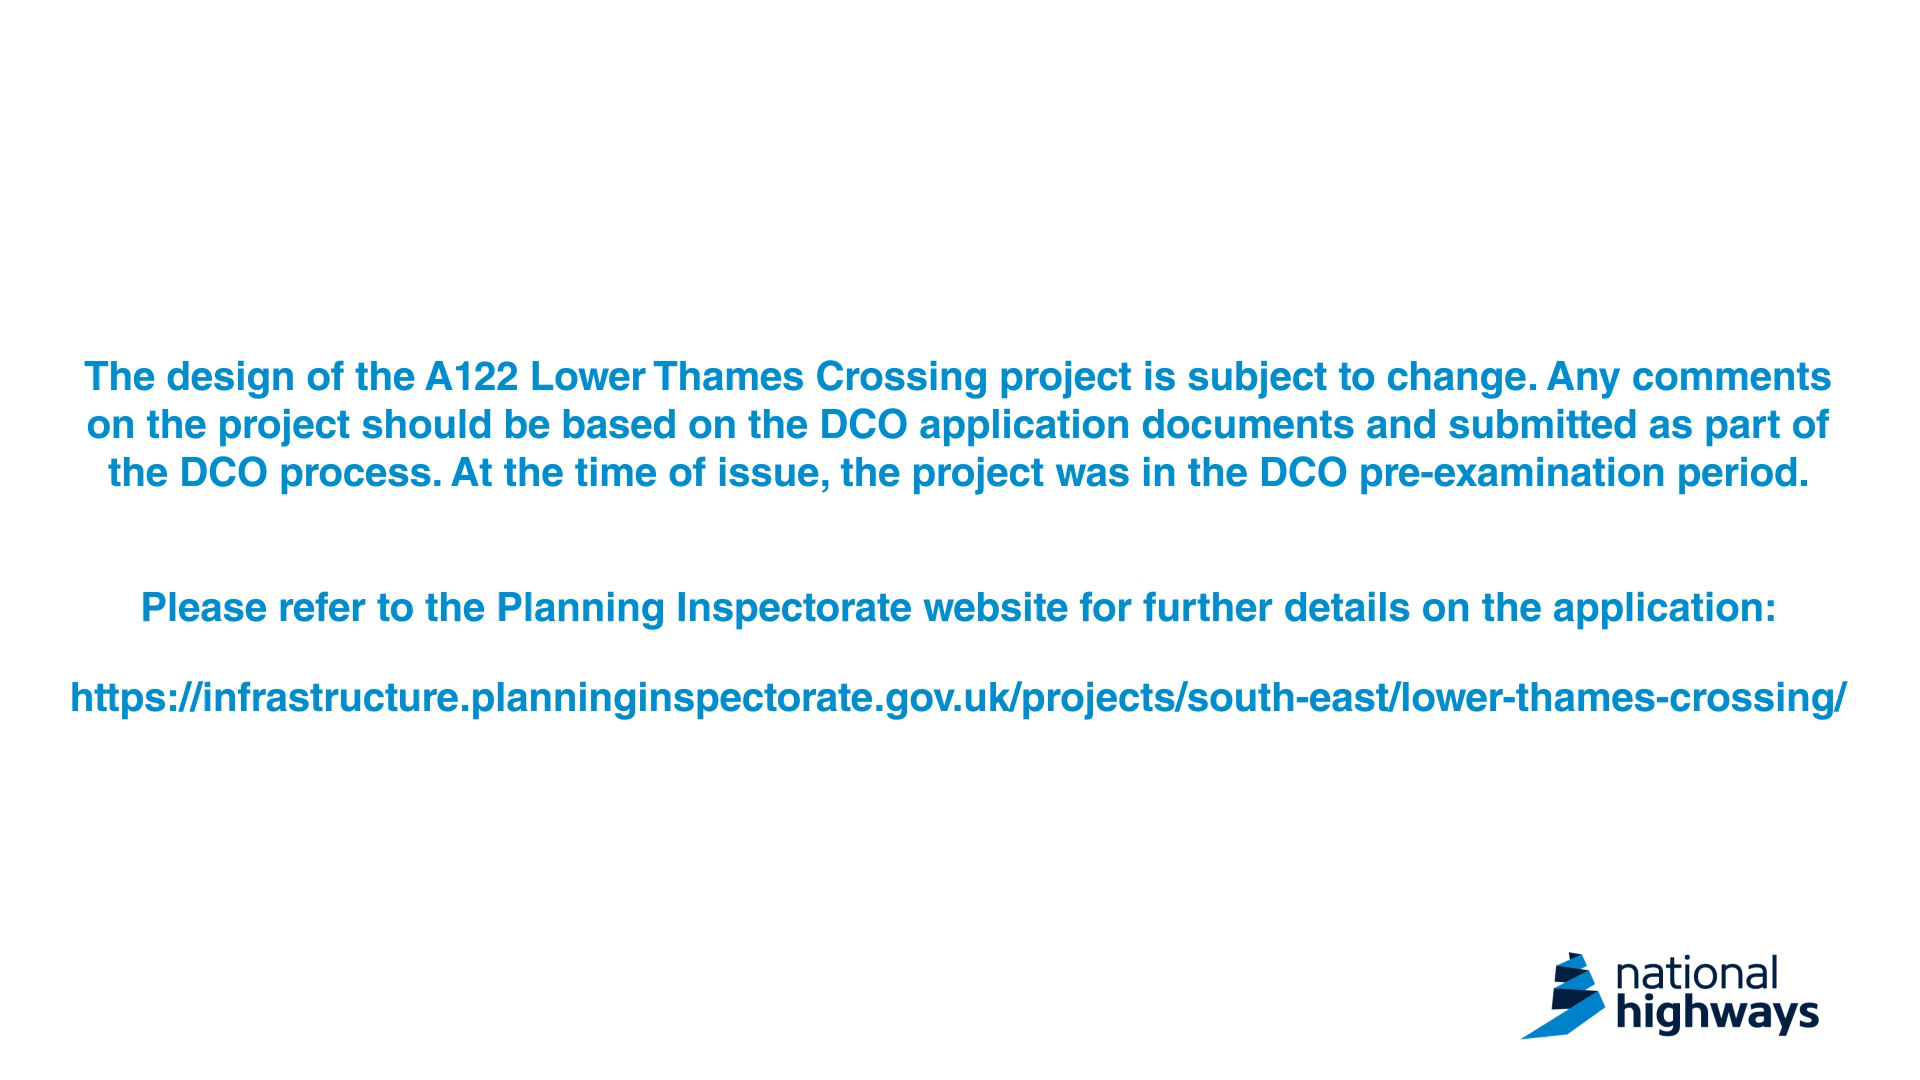 The design of the A122 Lower Thames Crossing project is subject to change. Any comments
on the project should be based on the DCO application documents and submitted as part of
the DCO process. At the time of issue, the project was in the DCO pre-examination period.
Please refer to the Planning Inspectorate website for further details on the application:
https://infrastructure.planninginspectorate.gov.uk/projects/south-east/lower-thames-crossing/
national
highways